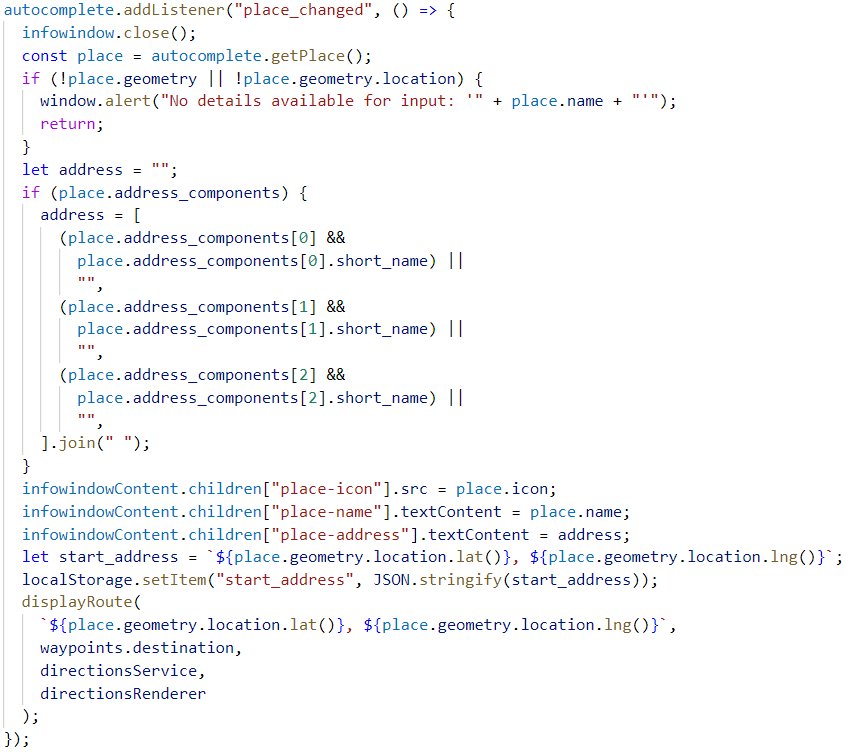 autocomplete.addListener("place_changed", () => {
  infowindow.close();
  const place = autocomplete.getPlace();
  if (!place.geometry || !place.geometry.location) {
    window.alert("No details available for input: '" + place.name + "'");
    return;
  }
  let address = "";
  if (place.address_components) {
    address = [
      (place.address_components[0] &&
        place.address_components[0].short_name) ||
        "",
      (place.address_components[1] &&
        place.address_components[1].short_name) ||
        "",
      (place.address_components[2] &&
        place.address_components[2].short_name) ||
        "",
    ].join(" ");
  }
  infowindowContent.children["place-icon"].src = place.icon;
  infowindowContent.children["place-name"].textContent = place.name;
  infowindowContent.children["place-address"].textContent = address;
  let start_address = `${place.geometry.location.lat()}, ${place.geometry.location.lng()}`;
  localStorage.setItem("start_address", JSON.stringify(start_address));
  displayRoute(
    `${place.geometry.location.lat()}, ${place.geometry.location.lng()}`,
    waypoints.destination,
    directionsService,
    directionsRenderer
  );
});